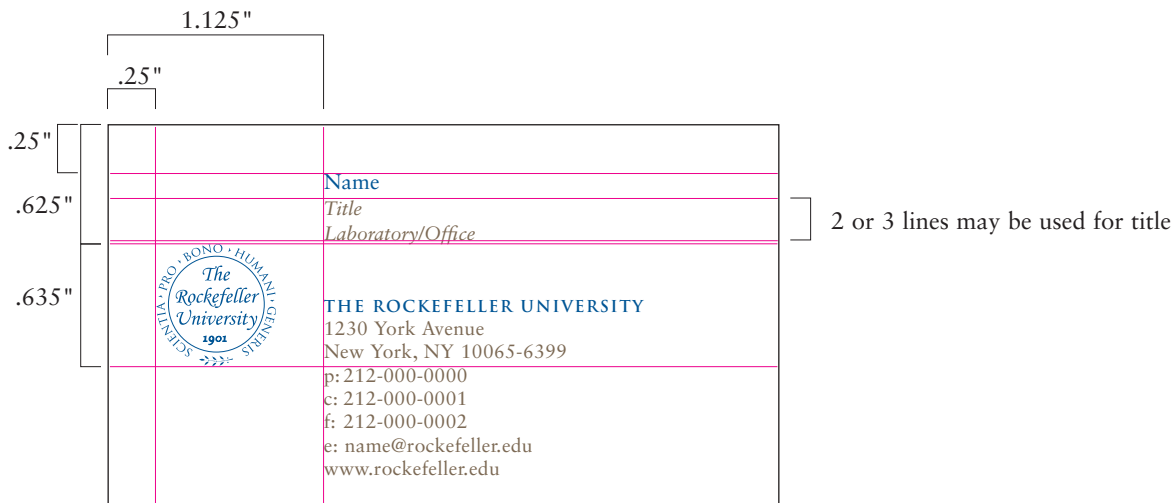 1.125"
.25"
.25"
.625"
.635"
Name
Title
Laboratory/Office
2 or 3 lines may be used for title
SCIENTIA · PRO · BONO · HUMANI · GENERIS
The
Rockefeller
University
1901
THE ROCKEFELLER UNIVERSITY
1230 York Avenue
New York, NY 10065-6399
p: 212-000-0000
c: 212-000-0001
f: 212-000-0002
e: name@rockefeller.edu
www.rockefeller.edu